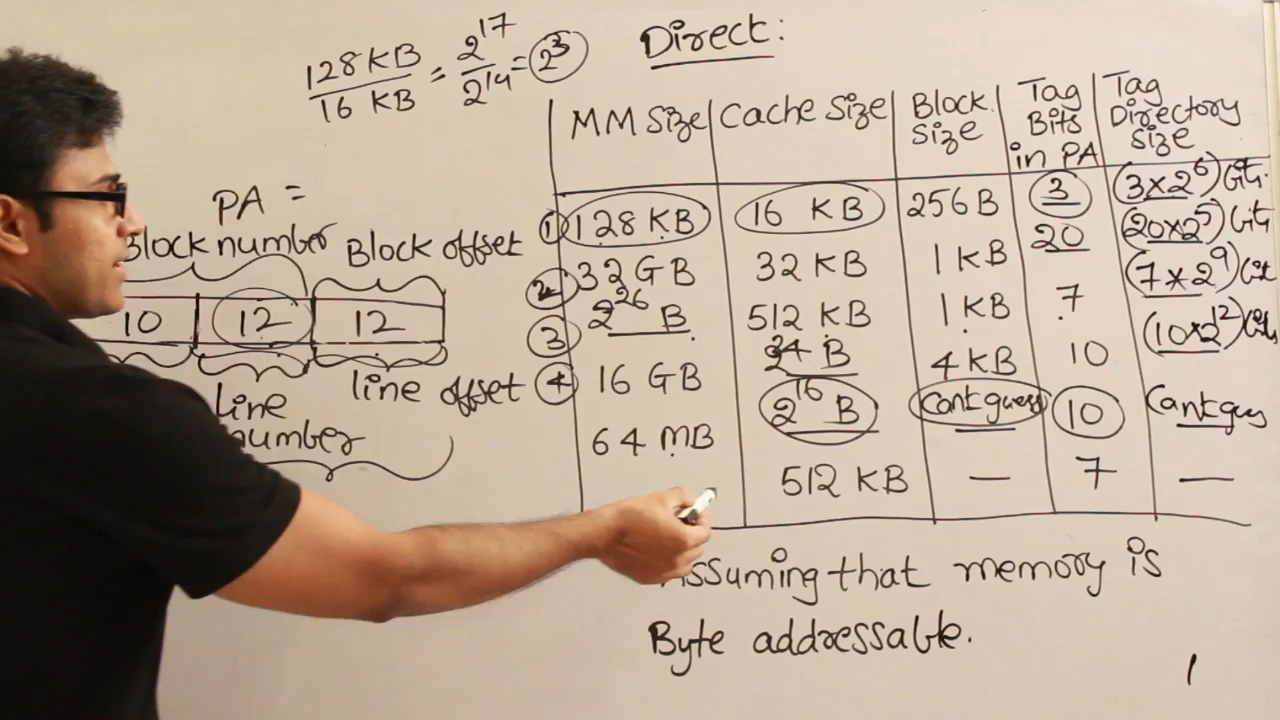 128 KB / 16 KB = 2^17 / 2^14 = 2^3
Direct:
MM Size | Cache Size | Block Size | Tag Bits in PA | Tag Directory Size
① 128 KB | 16 KB | 256 B | 3 | (3×2^6) bits
② 32 GB | 32 KB | 1 KB | 20 | (20×2^5) bits
③ 2^26 B | 512 KB | 1 KB | 7 | (7*2^9) bit
④ 16 GB | 2^24 B | 4 KB | 10 | (10×2^12) bits
64 MB | 2^16 B | Cant guess | 10 | Cant gues
512 KB | — | 7 | —
PA =
Block number Block offset
10 | 12 | 12
line number
line offset
Assuming that memory is
Byte addressable.